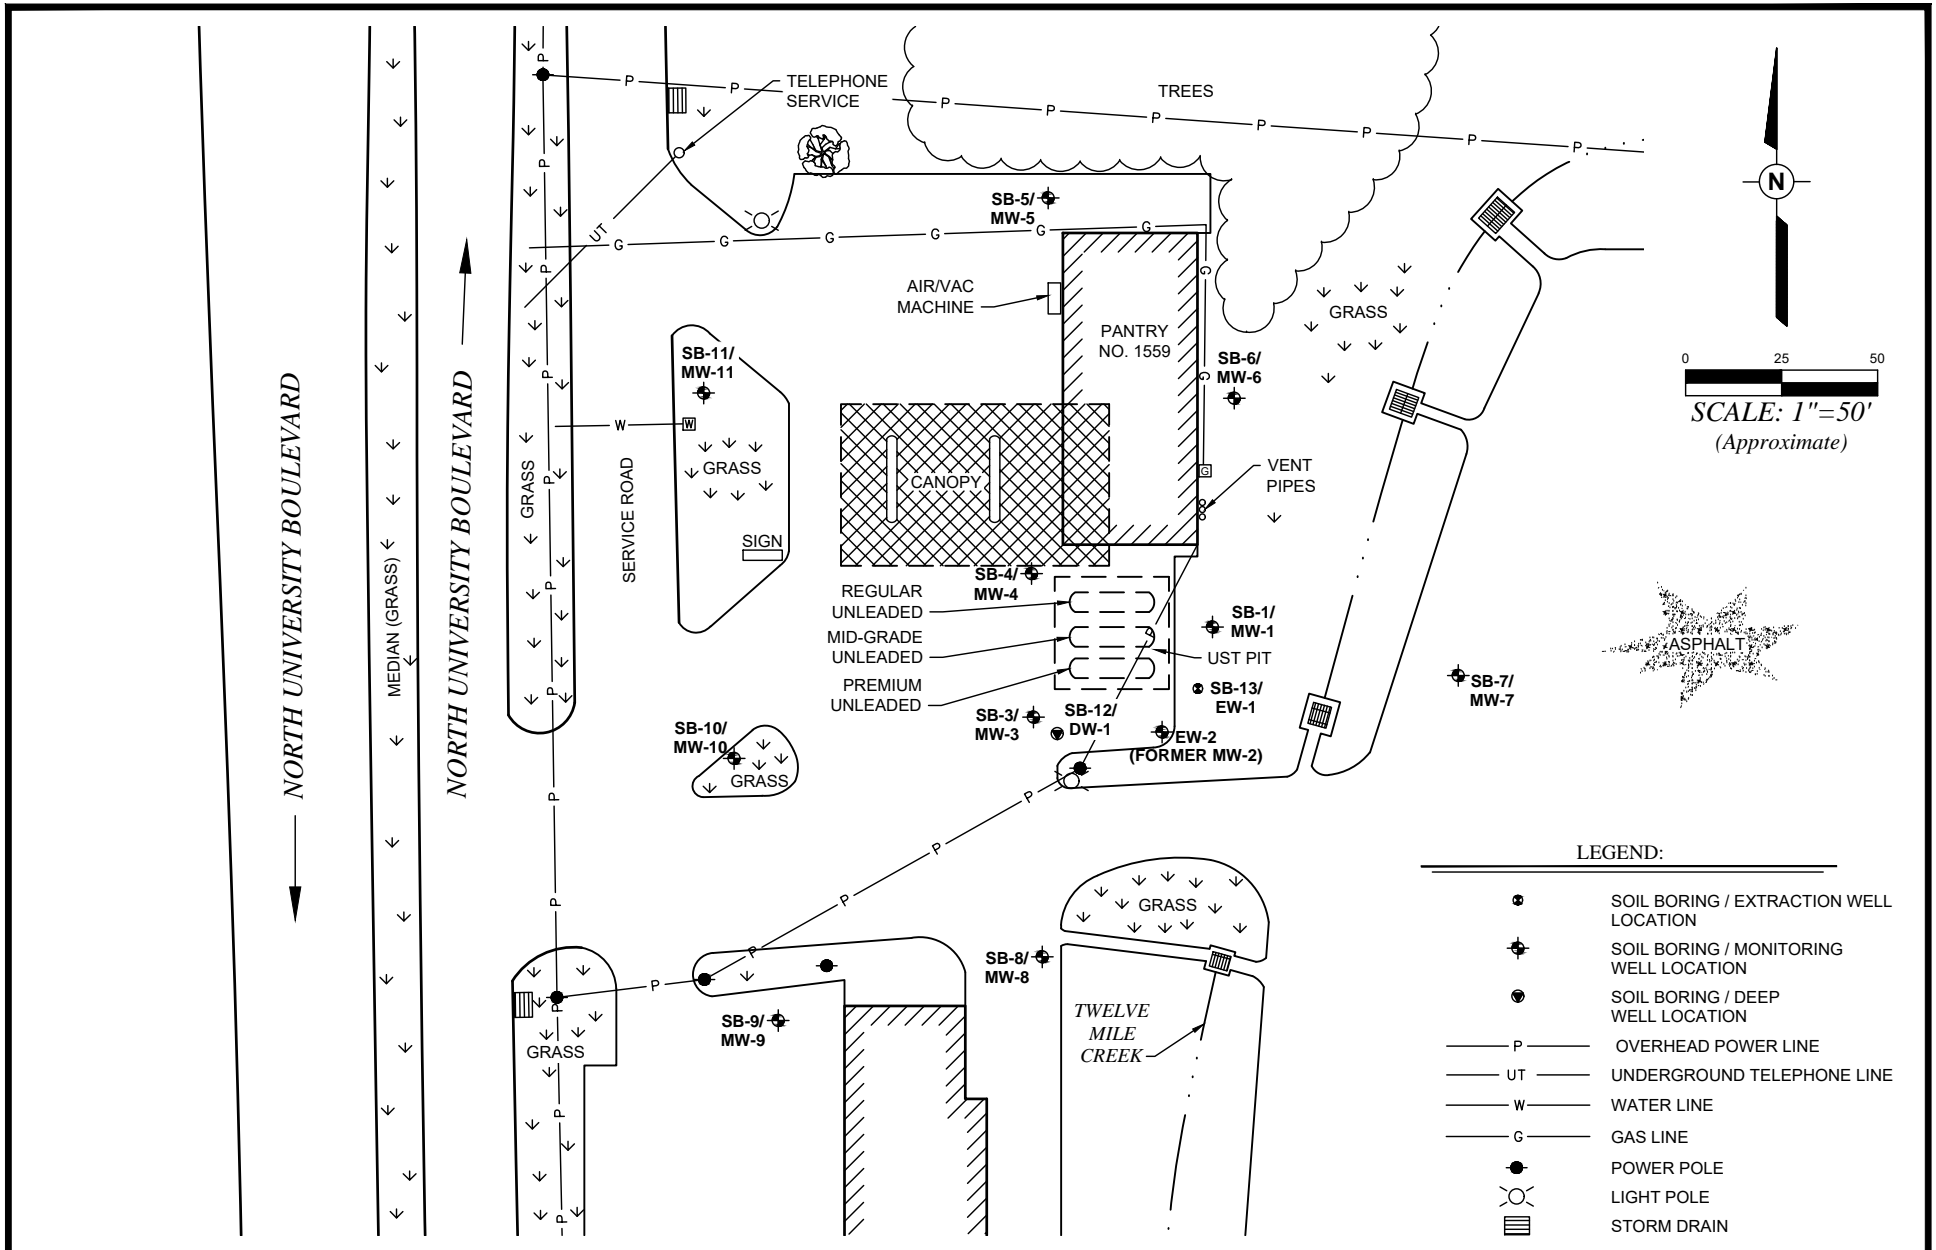 TELEPHONE
SERVICE
TREES
N
SB-5/
MW-5
UT
AIR/VAC
MACHINE
PANTRY
NO. 1559
GRASS
0 25 50
SCALE: 1"=50'
(Approximate)
SB-11/
MW-11
SB-6/
MW-6
NORTH UNIVERSITY BOULEVARD
NORTH UNIVERSITY BOULEVARD
MEDIAN (GRASS)
GRASS
SERVICE ROAD
W
W
GRASS
CANOPY
G
VENT
PIPES
SIGN
SB-4/
MW-4
REGULAR
UNLEADED
MID-GRADE
UNLEADED
PREMIUM
UNLEADED
SB-1/
MW-1
UST PIT
ASPHALT
SB-7/
MW-7
SB-13/
EW-1
SB-3/
MW-3
SB-12/
DW-1
EW-2
(FORMER MW-2)
SB-10/
MW-10
GRASS
GRASS
SB-8/
MW-8
SB-9/
MW-9
TWELVE
MILE
CREEK
GRASS
P P P P P P P P P P
P P P P P P P P P P P
P P P P P
G G G G G G
G G
LEGEND:
SOIL BORING / EXTRACTION WELL
LOCATION
SOIL BORING / MONITORING
WELL LOCATION
SOIL BORING / DEEP
WELL LOCATION
P OVERHEAD POWER LINE
UT UNDERGROUND TELEPHONE LINE
W WATER LINE
G GAS LINE
POWER POLE
LIGHT POLE
STORM DRAIN